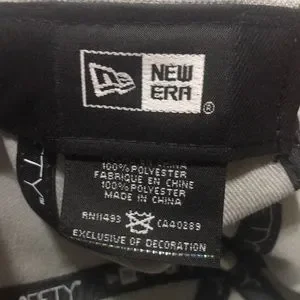 NEW
ERA
®
100% POLYESTER
FABRIQUE EN CHINE
100% POLYESTER
MADE IN CHINA
RN11493 CA40289
EXCLUSIVE OF DECORATION